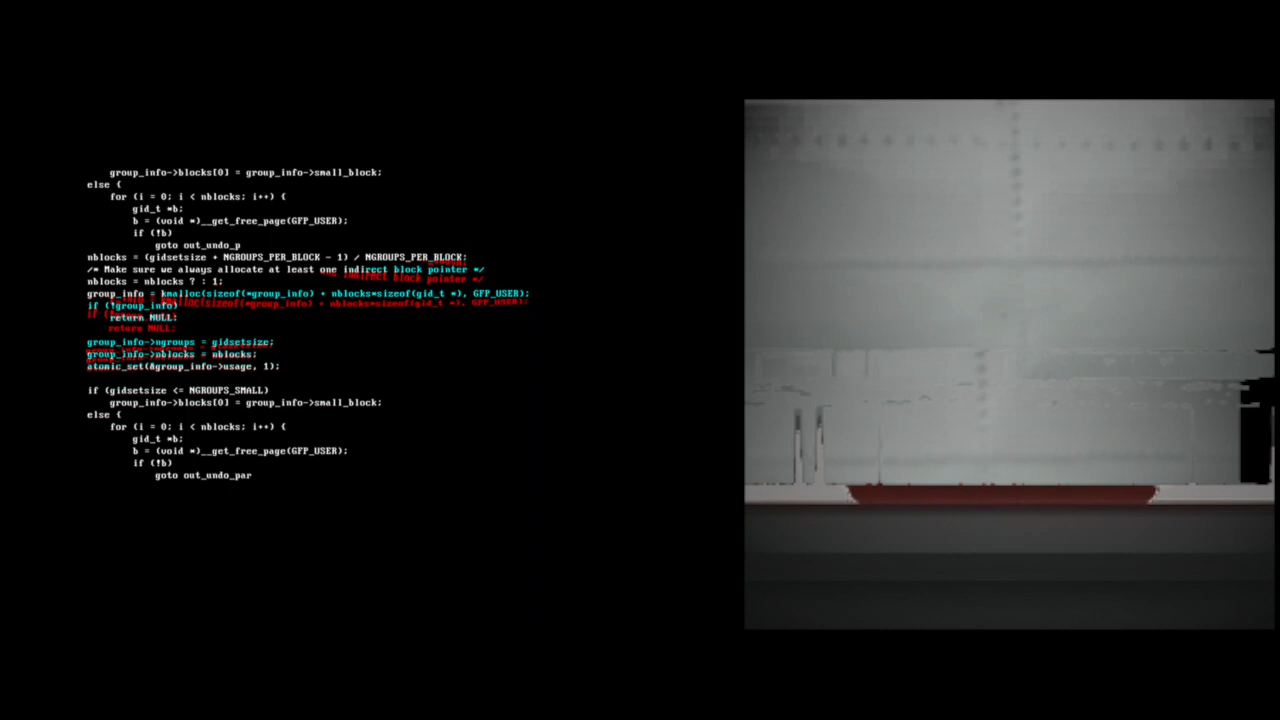 group_info->blocks[0] = group_info->small_block;
else {
for (i = 0; i < nblocks; i++) {
gid_t *b;
b = (void *)__get_free_page(GFP_USER);
if (!b)
goto out_undo_p
nblocks = (gidsetsize + NGROUPS_PER_BLOCK - 1) / NGROUPS_PER_BLOCK;
/* Make sure we always allocate at least one indirect block pointer */
nblocks = nblocks ? : 1;
group_info = kmalloc(sizeof(*group_info) + nblocks*sizeof(gid_t *), GFP_USER);
if (!group_info)
return NULL;
return NULL;
group_info->ngroups = gidsetsize;
group_info->nblocks = nblocks;
atomic_set(&group_info->usage, 1);
if (gidsetsize <= NGROUPS_SMALL)
group_info->blocks[0] = group_info->small_block;
else {
for (i = 0; i < nblocks; i++) {
gid_t *b;
b = (void *)__get_free_page(GFP_USER);
if (!b)
goto out_undo_par